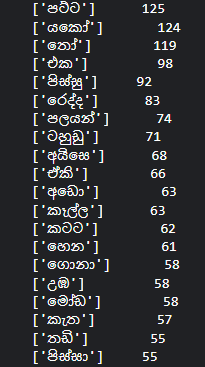 ['පට්ට'] 125
['යකෝ'] 124
['තෝ'] 119
['එක'] 98
['පිස්සු'] 92
['රෙද්ද'] 83
['පලයන්'] 74
['ටහුඩු'] 71
['අයිසෙ'] 68
['ඒකි'] 66
['අඩො'] 63
['කෑල්ල'] 63
['කටට'] 62
['හෙන'] 61
['ගොනා'] 58
['උඹ'] 58
['මෝඩ'] 58
['කැත'] 57
['තඩි'] 55
['පිස්සා'] 55